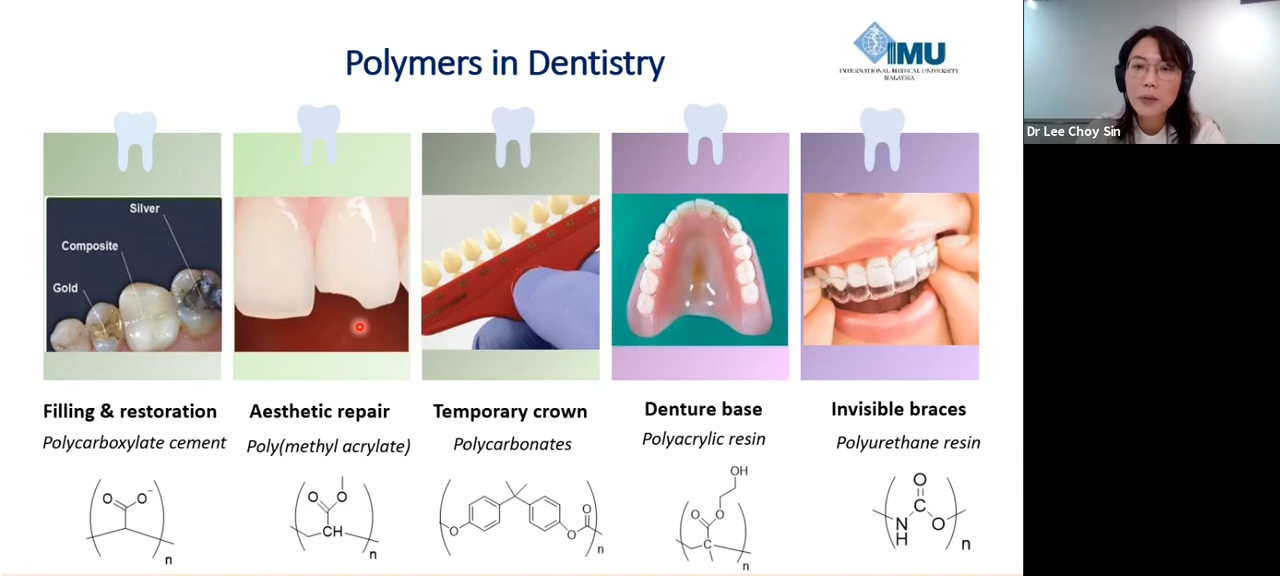 Polymers in Dentistry
IMU
INTERNATIONAL MEDICAL UNIVERSITY
MALAYSIA
Dr Lee Choy Sin
Silver
Composite
Gold
Filling & restoration
Polycarboxylate cement
O
O-
n
Aesthetic repair
Poly(methyl acrylate)
O
O
CH
n
Temporary crown
Polycarbonates
O
O
O
n
Denture base
Polyacrylic resin
OH
O
O
C
n
Invisible braces
Polyurethane resin
O
C
N
H
O
n